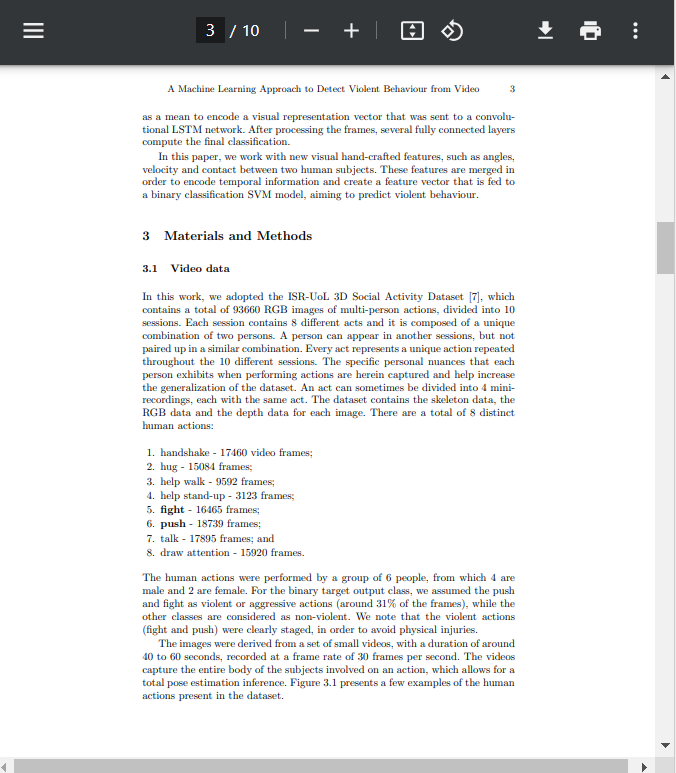 3 / 10
A Machine Learning Approach to Detect Violent Behaviour from Video 3
as a mean to encode a visual representation vector that was sent to a convolu-
tional LSTM network. After processing the frames, several fully connected layers
compute the final classification.
In this paper, we work with new visual hand-crafted features, such as angles,
velocity and contact between two human subjects. These features are merged in
order to encode temporal information and create a feature vector that is fed to
a binary classification SVM model, aiming to predict violent behaviour.
3 Materials and Methods
3.1 Video data
In this work, we adopted the ISR-UoL 3D Social Activity Dataset [7], which
contains a total of 93660 RGB images of multi-person actions, divided into 10
sessions. Each session contains 8 different acts and it is composed of a unique
combination of two persons. A person can appear in another sessions, but not
paired up in a similar combination. Every act represents a unique action repeated
throughout the 10 different sessions. The specific personal nuances that each
person exhibits when performing actions are herein captured and help increase
the generalization of the dataset. An act can sometimes be divided into 4 mini-
recordings, each with the same act. The dataset contains the skeleton data, the
RGB data and the depth data for each image. There are a total of 8 distinct
human actions:
1. handshake - 17460 video frames;
2. hug - 15084 frames;
3. help walk - 9592 frames;
4. help stand-up - 3123 frames;
5. fight - 16465 frames;
6. push - 18739 frames;
7. talk - 17895 frames; and
8. draw attention - 15920 frames.
The human actions were performed by a group of 6 people, from which 4 are
male and 2 are female. For the binary target output class, we assumed the push
and fight as violent or aggressive actions (around 31% of the frames), while the
other classes are considered as non-violent. We note that the violent actions
(fight and push) were clearly staged, in order to avoid physical injuries.
The images were derived from a set of small videos, with a duration of around
40 to 60 seconds, recorded at a frame rate of 30 frames per second. The videos
capture the entire body of the subjects involved on an action, which allows for a
total pose estimation inference. Figure 3.1 presents a few examples of the human
actions present in the dataset.